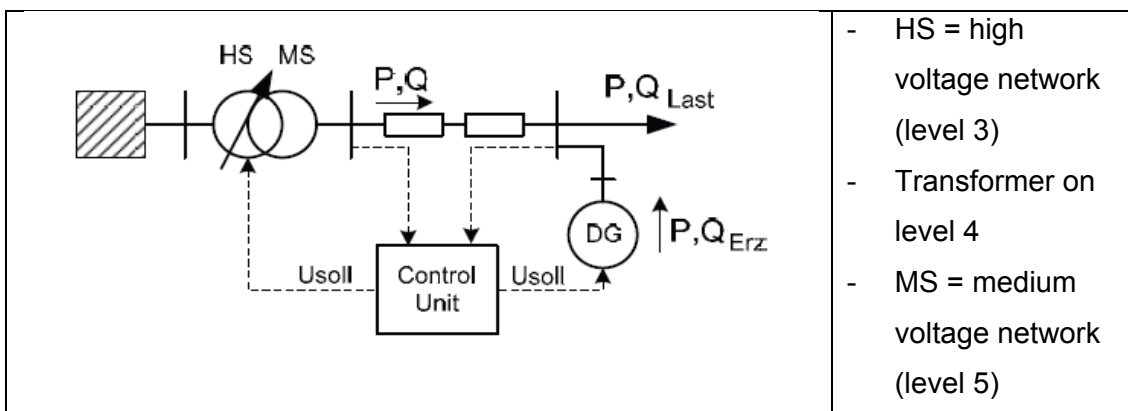 HS MS
P,Q
P,Q Last
DG
P,Q Erz
Usoll
Control
Unit
Usoll
- HS = high
voltage network
(level 3)
- Transformer on
level 4
- MS = medium
voltage network
(level 5)